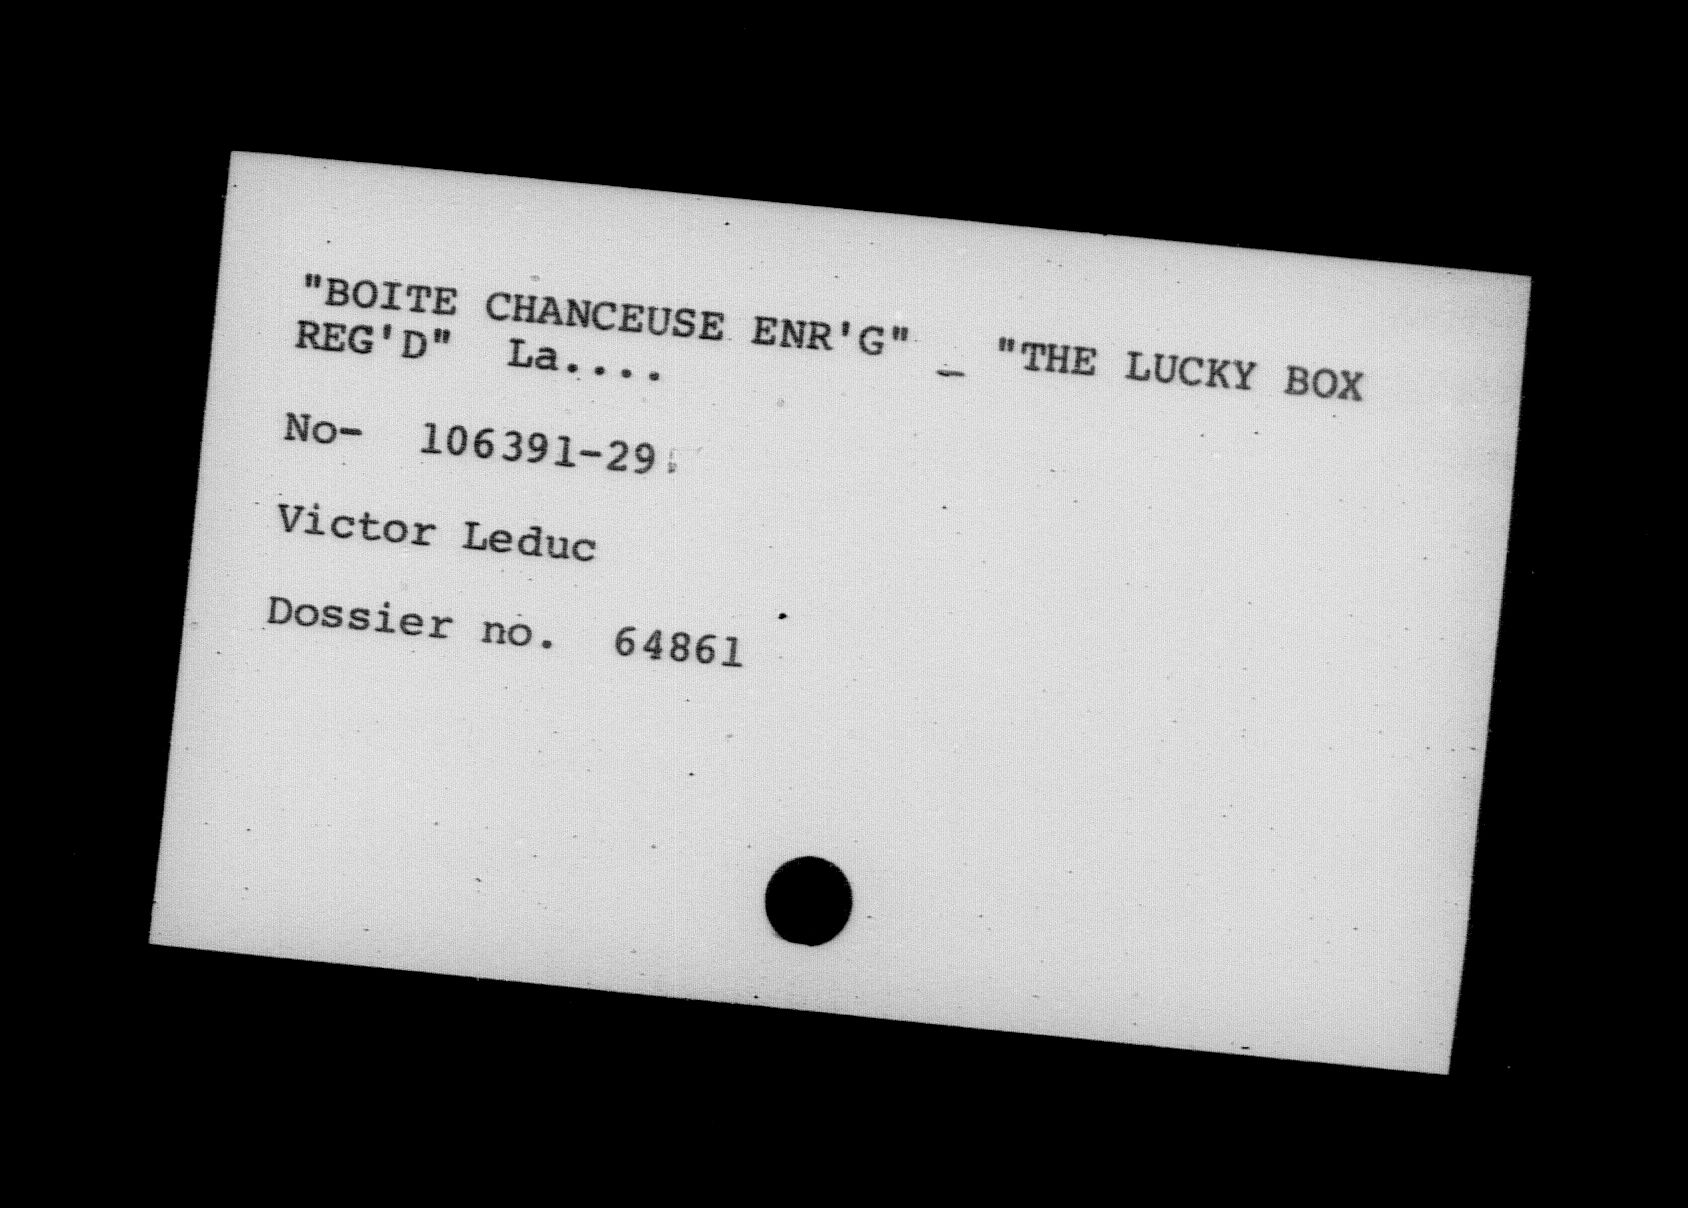 "BOITE CHANCEUSE ENR'G" _ "THE LUCKY BOX
REG'D" La....
No- 106391-29
Victor Leduc
Dossier no. 64861